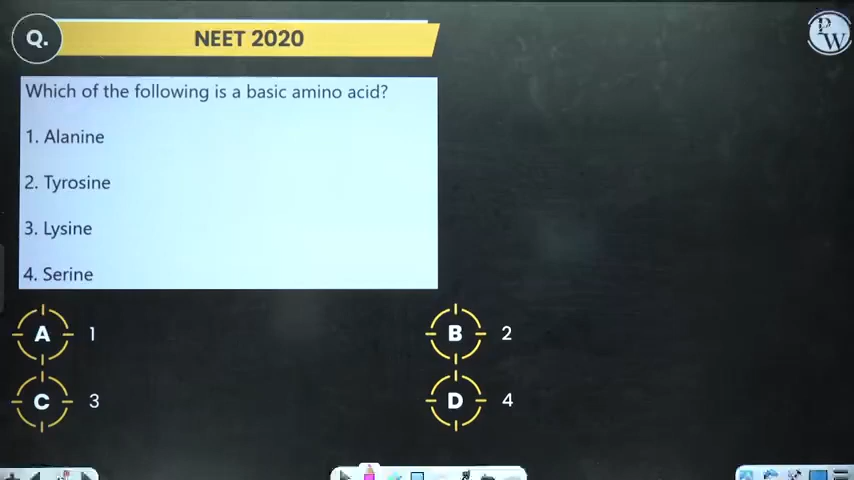 Q.
NEET 2020
PW
Which of the following is a basic amino acid?
1. Alanine
2. Tyrosine
3. Lysine
4. Serine
A 1
B 2
C 3
D 4